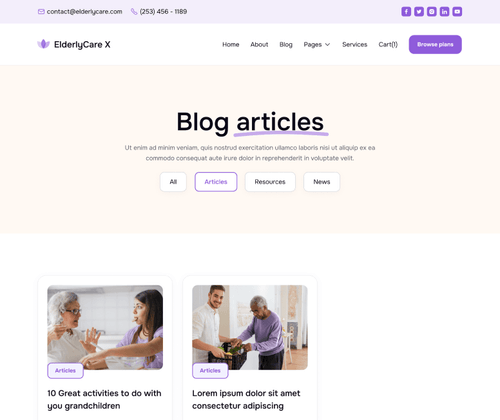 contact@elderlycare.com
(253) 456 - 1189
ElderlyCare X
Home
About
Blog
Pages
Services
Cart(1)
Browse plans
Blog articles
Ut enim ad minim veniam, quis nostrud exercitation ullamco laboris nisi ut aliquip ex ea
commodo consequat aute irure dolor in reprehenderit in voluptate velit.
All
Articles
Resources
News
Articles
Articles
10 Great activities to do with
you grandchildren
Lorem ipsum dolor sit amet
consectetur adipiscing